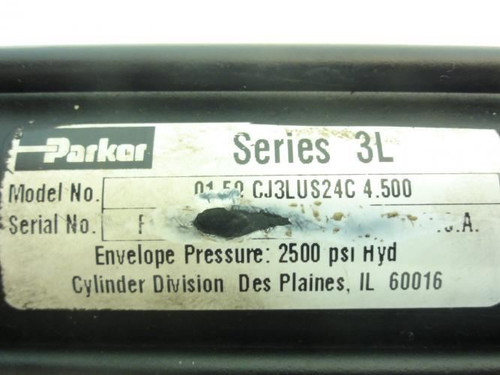 Parker Series 3L
Model No. 01.50 CJ3LUS24C 4.500
Serial No. .S.A.
Envelope Pressure: 2500 psi Hyd
Cylinder Division Des Plaines, IL 60016